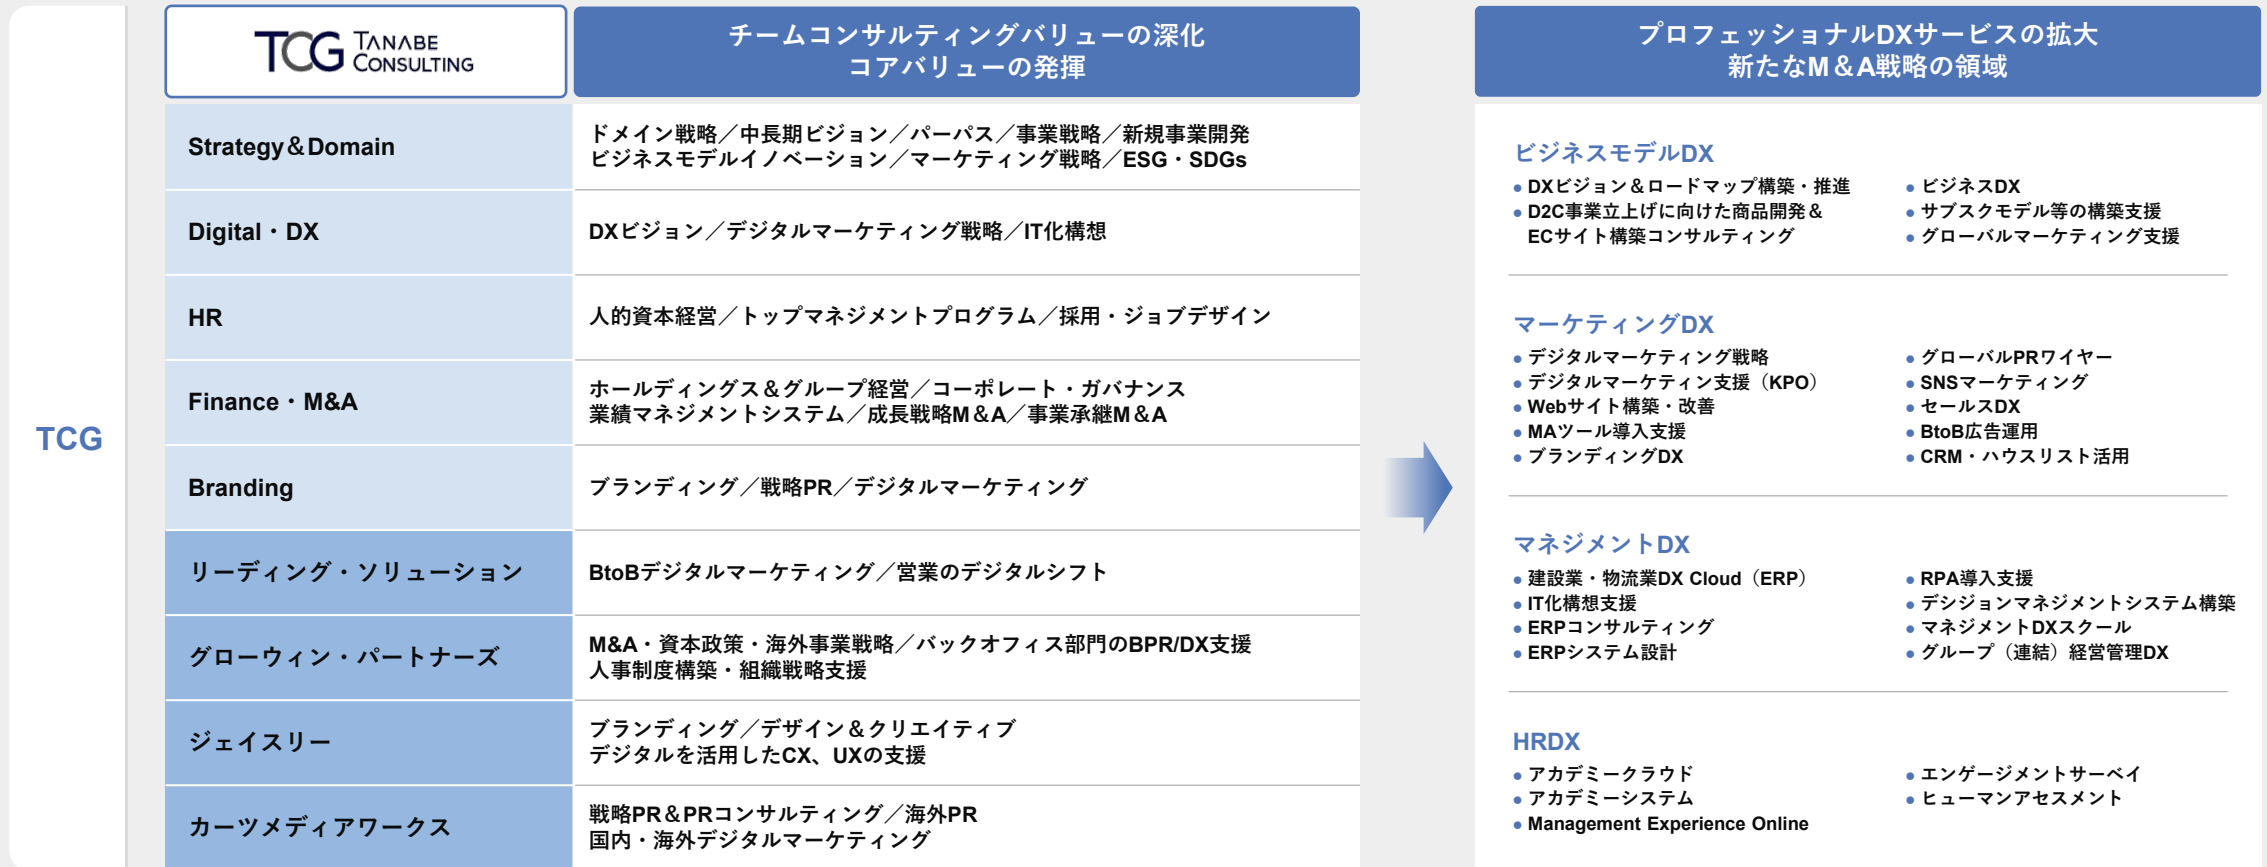 TCG
TCG TANABE CONSULTING
チームコンサルティングバリューの深化
コアバリューの発揮
Strategy＆Domain
ドメイン戦略／中長期ビジョン／パーパス／事業戦略／新規事業開発
ビジネスモデルイノベーション／マーケティング戦略／ESG・SDGs
Digital・DX
DXビジョン／デジタルマーケティング戦略／IT化構想
HR
人的資本経営／トップマネジメントプログラム／採用・ジョブデザイン
Finance・M&A
ホールディングス＆グループ経営／コーポレート・ガバナンス
業績マネジメントシステム／成長戦略M＆A／事業承継M＆A
Branding
ブランディング／戦略PR／デジタルマーケティング
リーディング・ソリューション
BtoBデジタルマーケティング／営業のデジタルシフト
グローウィン・パートナーズ
M&A・資本政策・海外事業戦略／バックオフィス部門のBPR/DX支援
人事制度構築・組織戦略支援
ジェイスリー
ブランディング／デザイン＆クリエイティブ
デジタルを活用したCX、UXの支援
カーツメディアワークス
戦略PR＆PRコンサルティング／海外PR
国内・海外デジタルマーケティング
プロフェッショナルDXサービスの拡大
新たなM＆A戦略の領域
ビジネスモデルDX
● DXビジョン＆ロードマップ構築・推進
● D2C事業立上げに向けた商品開発＆
ECサイト構築コンサルティング
● ビジネスDX
● サブスクモデル等の構築支援
● グローバルマーケティング支援
マーケティングDX
● デジタルマーケティング戦略
● デジタルマーケティン支援（KPO）
● Webサイト構築・改善
● MAツール導入支援
● ブランディングDX
● グローバルPRワイヤー
● SNSマーケティング
● セールスDX
● BtoB広告運用
● CRM・ハウスリスト活用
マネジメントDX
● 建設業・物流業DX Cloud（ERP）
● IT化構想支援
● ERPコンサルティング
● ERPシステム設計
● RPA導入支援
● デシジョンマネジメントシステム構築
● マネジメントDXスクール
● グループ（連結）経営管理DX
HRDX
● アカデミークラウド
● アカデミーシステム
● Management Experience Online
● エンゲージメントサーベイ
● ヒューマンアセスメント